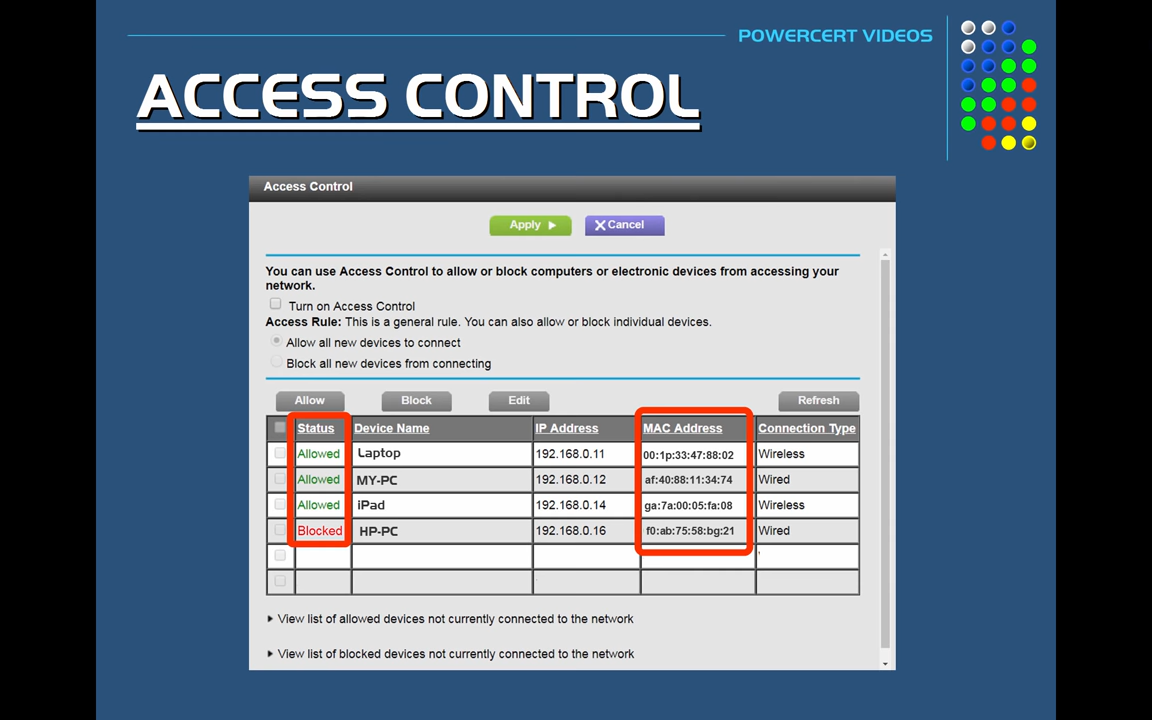 POWERCERT VIDEOS
ACCESS CONTROL
Access Control
Apply
Cancel
You can use Access Control to allow or block computers or electronic devices from accessing your
network.
Turn on Access Control
Access Rule: This is a general rule. You can also allow or block individual devices.
Allow all new devices to connect
Block all new devices from connecting
Allow Block Edit Refresh
Status Device Name IP Address MAC Address Connection Type
Allowed Laptop 192.168.0.11 00:1p:33:47:88:02 Wireless
Allowed MY-PC 192.168.0.12 af:40:88:11:34:74 Wired
Allowed iPad 192.168.0.14 ga:7a:00:05:fa:08 Wireless
Blocked HP-PC 192.168.0.16 f0:ab:75:58:bg:21 Wired
View list of allowed devices not currently connected to the network
View list of blocked devices not currently connected to the network